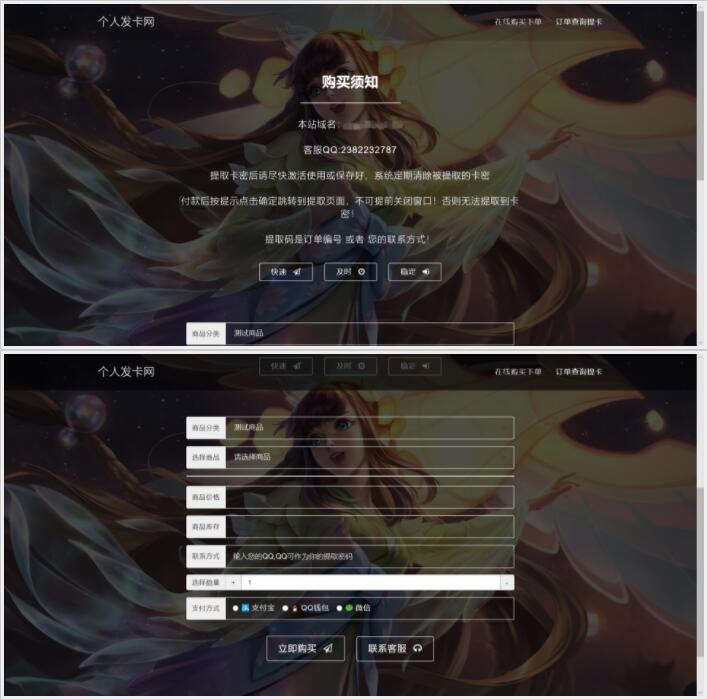 个人发卡网
在线购买下单 订单查询提卡
购买须知
本站域名:
客服QQ:2382232787
提取卡密后请尽快激活使用或保存好，系统定期清除被提取的卡密
付款后按提示点击确定跳转到提取页面，不可提前关闭窗口！否则无法提取到卡
密！
提取码是订单编号 或者 您的联系方式！
快速 及时 稳定
商品分类 测试商品
个人发卡网
快速 及时 稳定
在线购买下单 订单查询提卡
商品分类 测试商品
选择商品 请选择商品
商品价格
商品库存
联系方式 输入您的QQ,QQ可作为你的提取密码
选择数量 + 1 -
支付方式 支付宝 QQ钱包 微信
立即购买 联系客服